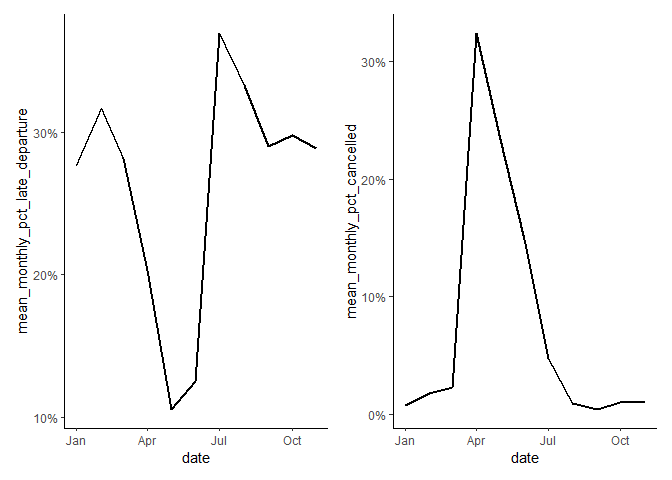 mean_monthly_pct_late_departure
30%
20%
10%
Jan
Apr
Jul
Oct
date
mean_monthly_pct_cancelled
30%
20%
10%
0%
Jan
Apr
Jul
Oct
date